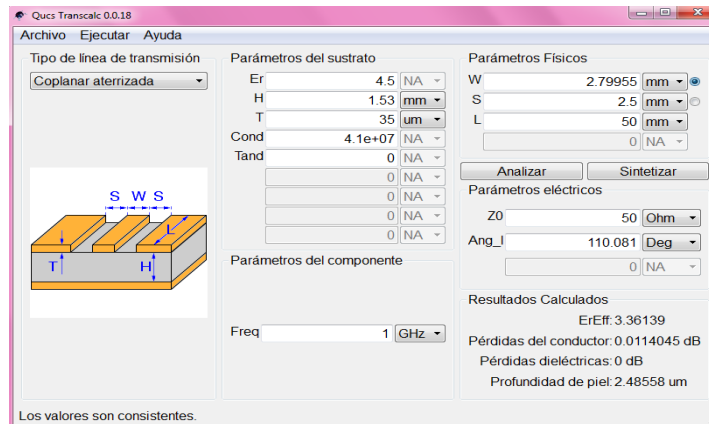 Qucs Transcalc 0.0.18
Archivo Ejecutar Ayuda
Tipo de línea de transmisión
Coplanar aterrizada
S W S
L
T H
Parámetros del sustrato
Er 4.5 NA
H 1.53 mm
T 35 um
Cond 4.1e+07 NA
Tand 0 NA
0 NA
0 NA
0 NA
0 NA
Parámetros del componente
Freq 1 GHz
Parámetros Físicos
W 2.79955 mm
S 2.5 mm
L 50 mm
0 NA
Analizar Sintetizar
Parámetros eléctricos
Z0 50 Ohm
Ang_l 110.081 Deg
0 NA
Resultados Calculados
ErEff: 3.36139
Pérdidas del conductor: 0.0114045 dB
Pérdidas dieléctricas: 0 dB
Profundidad de piel: 2.48558 um
Los valores son consistentes.